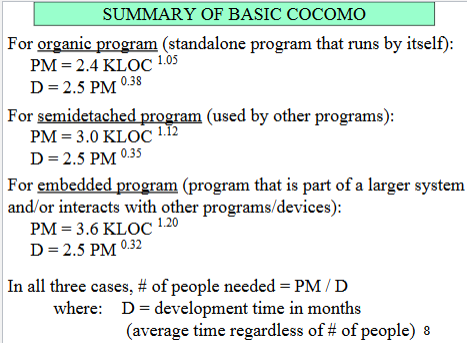 SUMMARY OF BASIC COCOMO
For organic program (standalone program that runs by itself):
PM = 2.4 KLOC 1.05
D = 2.5 PM 0.38
For semidetached program (used by other programs):
PM = 3.0 KLOC 1.12
D = 2.5 PM 0.35
For embedded program (program that is part of a larger system
and/or interacts with other programs/devices):
PM = 3.6 KLOC 1.20
D = 2.5 PM 0.32
In all three cases, # of people needed = PM / D
where: D = development time in months
(average time regardless of # of people) 8